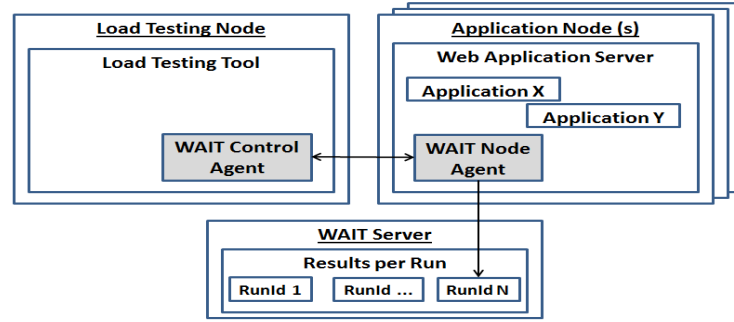 Load Testing Node
Load Testing Tool
WAIT Control
Agent
Application Node (s)
Web Application Server
Application X
Application Y
WAIT Node
Agent
WAIT Server
Results per Run
RunId 1
RunId ...
RunId N